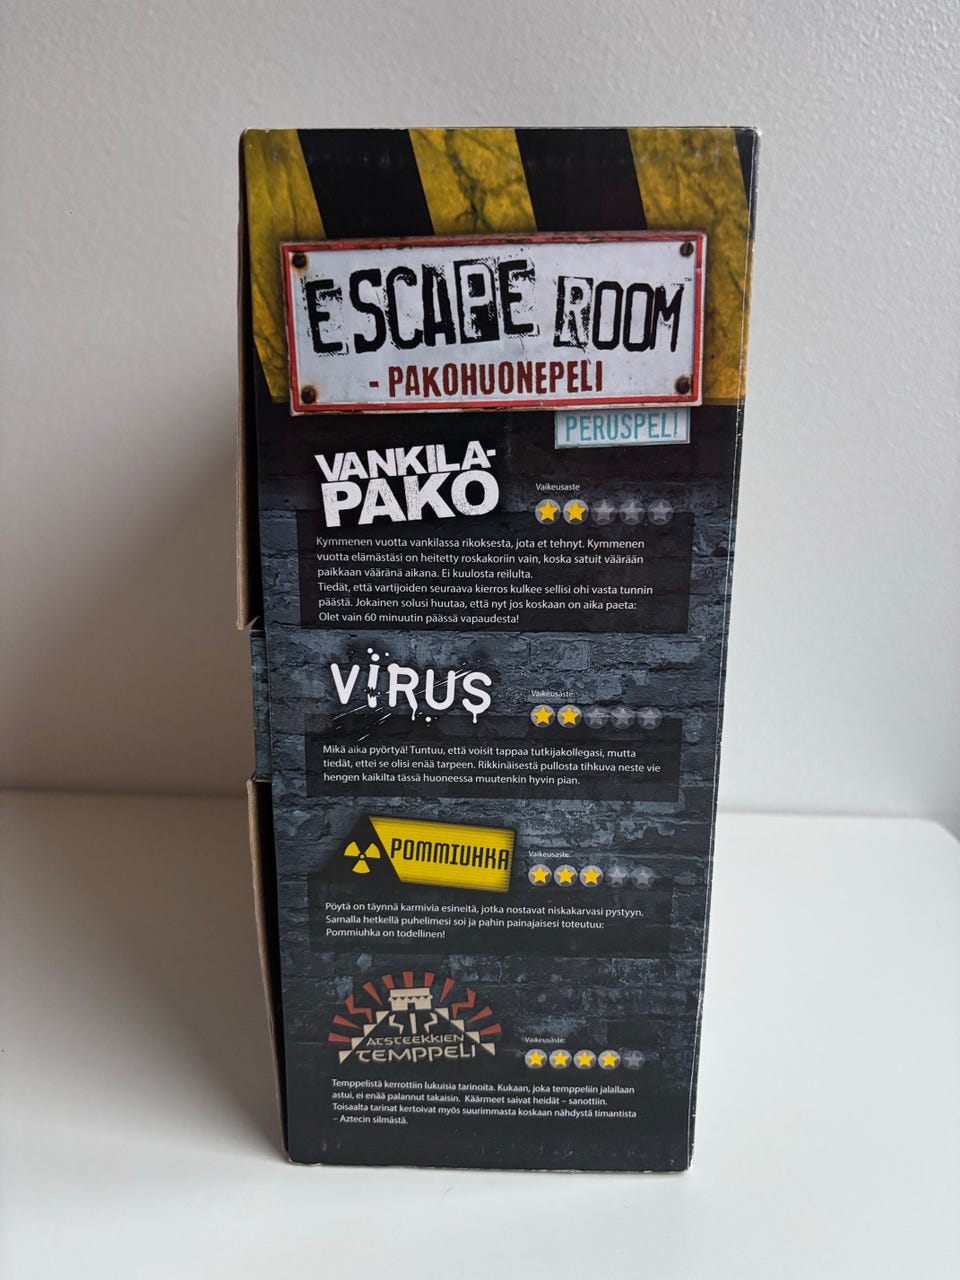 ESCAPE ROOM
- PAKOHUONEPELI
PERUSPELI
VANKILA-
PAKO
Vaikeusaste
Kymmenen vuotta vankilassa rikoksesta, jota et tehnyt. Kymmenen
vuotta elämästäsi on heitetty roskakoriin vain, koska satuit väärään
paikkaan vääränä aikana. Ei kuulosta reilulta.
Tiedät, että vartijoiden seuraava kierros kulkee sellisi ohi vasta tunnin
päästä. Jokainen solusi huutaa, että nyt jos koskaan on aika paeta:
Olet vain 60 minuutin päässä vapaudesta!
VIRUS
Vaikeusaste:
Mikä aika pyörtyä! Tuntuu, että voisit tappaa tutkijakollegasi, mutta
tiedät, ettei se olisi enää tarpeen. Rikkinäisestä pullosta tihkuva neste vie
hengen kaikilta tässä huoneessa muutenkin hyvin pian.
POMMIUHKA
Vaikeusaste:
Pöytä on täynnä karmivia esineitä, jotka nostavat niskakarvasi pystyyn.
Samalla hetkellä puhelimesi soi ja pahin painajaisesi toteutuu:
Pommiuhka on todellinen!
ATSTEEKKIEN
TEMPPELI
Vaikeusaste:
Temppelistä kerrottiin lukuisia tarinoita. Kukaan, joka temppeliin jalallaan
astui, ei enää palannut takaisin. Käärmeet saivat heidät – sanottiin.
Toisaalta tarinat kertoivat myös suurimmasta koskaan nähdystä timantista
– Aztecin silmästä.